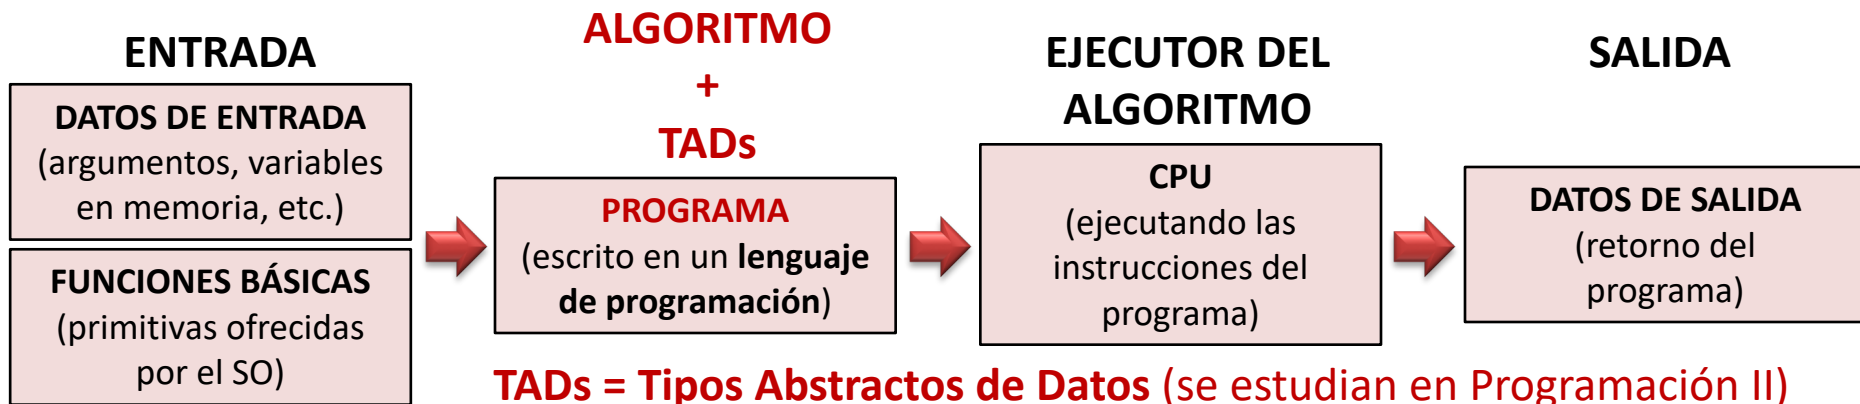 ENTRADA
DATOS DE ENTRADA
(argumentos, variables
en memoria, etc.)
FUNCIONES BÁSICAS
(primitivas ofrecidas
por el SO)
ALGORITMO
+
TADs
PROGRAMA
(escrito en un lenguaje
de programación)
EJECUTOR DEL
ALGORITMO
CPU
(ejecutando las
instrucciones del
programa)
SALIDA
DATOS DE SALIDA
(retorno del
programa)
TADs = Tipos Abstractos de Datos (se estudian en Programación II)